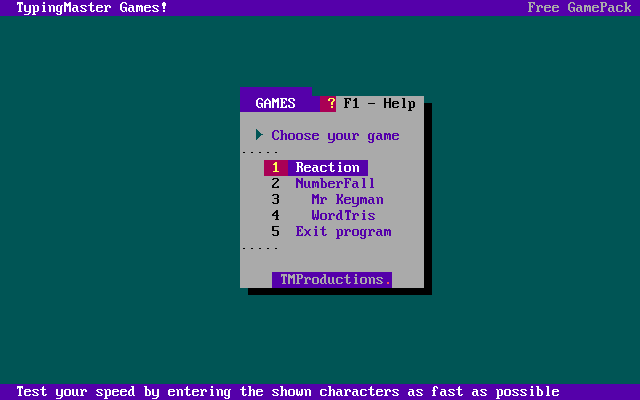 TypingMaster Games! Free GamePack
GAMES ? F1 - Help
Choose your game
.....
1 Reaction
2 NumberFall
3 Mr Keyman
4 WordTris
5 Exit program
.....
TMProductions.
Test your speed by entering the shown characters as fast as possible